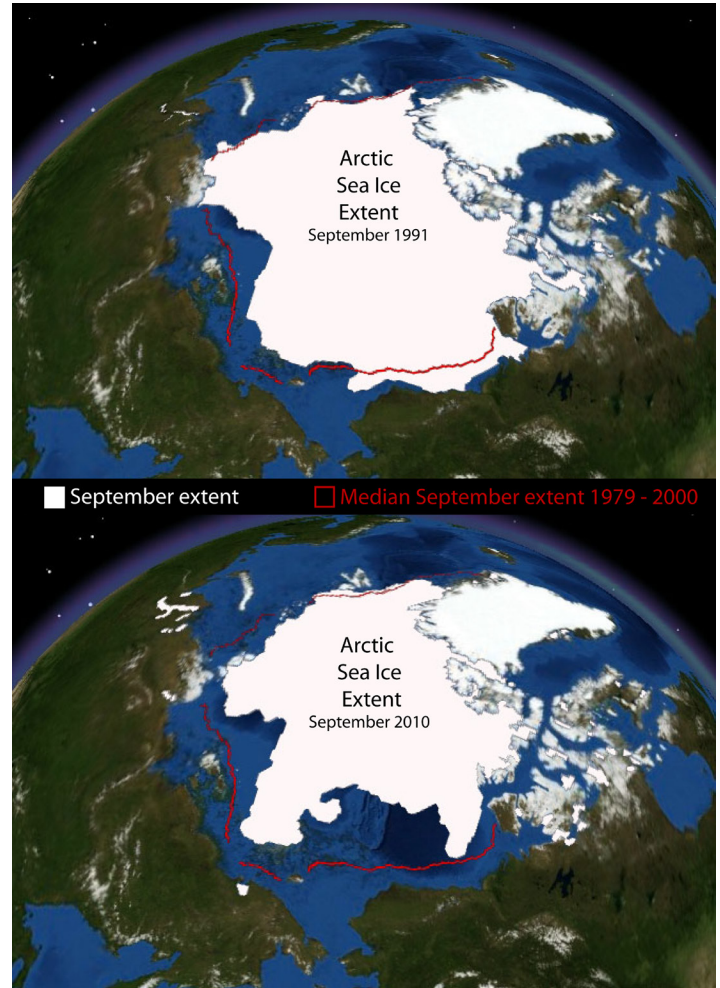 Arctic
Sea Ice
Extent
September 1991
September extent
Median September extent 1979 - 2000
Arctic
Sea Ice
Extent
September 2010